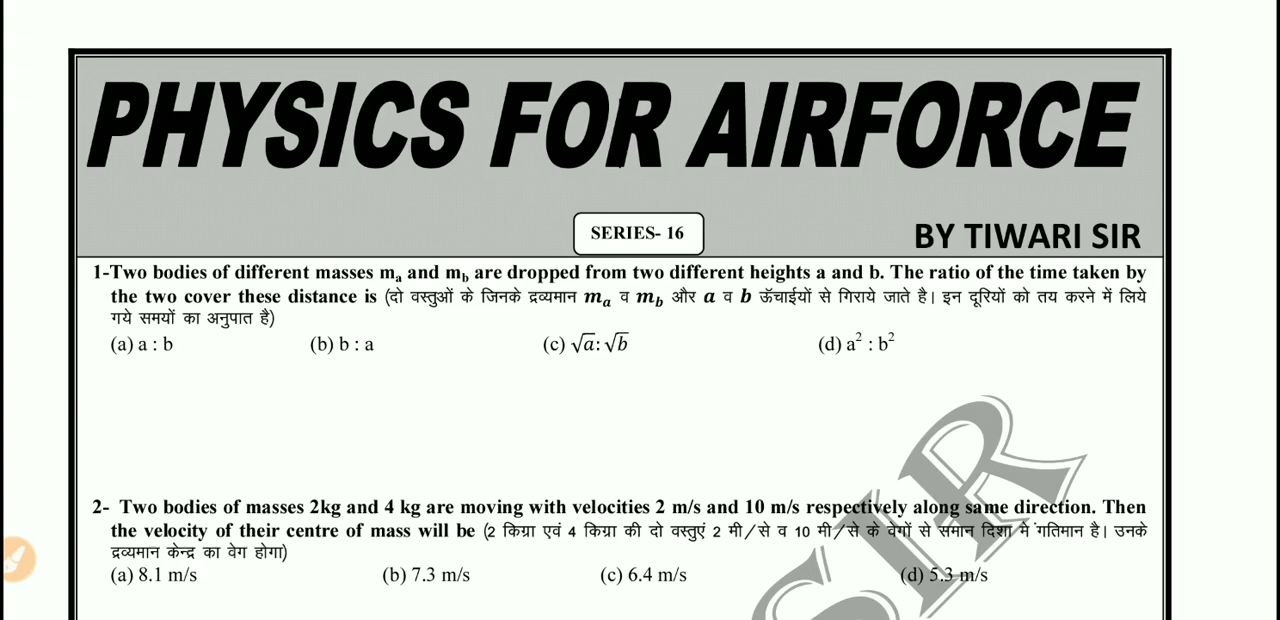 PHYSICS FOR AIRFORCE
SERIES- 16
BY TIWARI SIR
1-Two bodies of different masses mₐ and m_b are dropped from two different heights a and b. The ratio of the time taken by
the two cover these distance is (दो वस्तुओं के जिनके द्रव्यमान mₐ व m_b और a व b ऊँचाईयों से गिराये जाते है। इन दूरियों को तय करने में लिये
गये समयों का अनुपात है)
(a) a : b (b) b : a (c) √a:√b (d) a² : b²
2- Two bodies of masses 2kg and 4 kg are moving with velocities 2 m/s and 10 m/s respectively along same direction. Then
the velocity of their centre of mass will be (2 किग्रा एवं 4 किग्रा की दो वस्तुएं 2 मी/से व 10 मी/से के वेगों से समान दिशा में गतिमान है। उनके
द्रव्यमान केन्द्र का वेग होगा)
(a) 8.1 m/s (b) 7.3 m/s (c) 6.4 m/s (d) 5.3 m/s
SIR